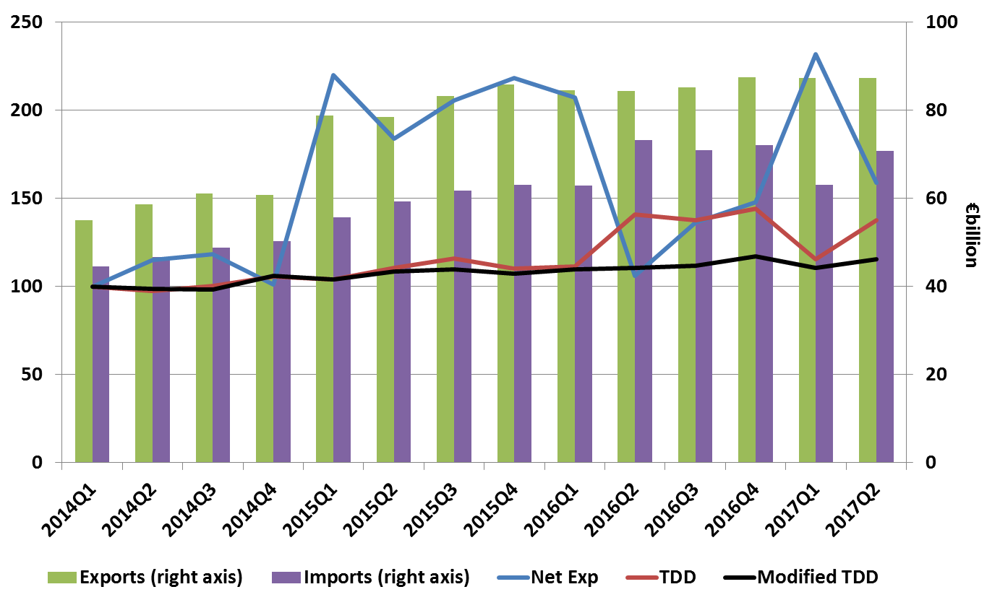 250
200
150
100
50
0
100
80
60
40
20
0
€billion
2014Q1
2014Q2
2014Q3
2014Q4
2015Q1
2015Q2
2015Q3
2015Q4
2016Q1
2016Q2
2016Q3
2016Q4
2017Q1
2017Q2
Exports (right axis)
Imports (right axis)
Net Exp
TDD
Modified TDD